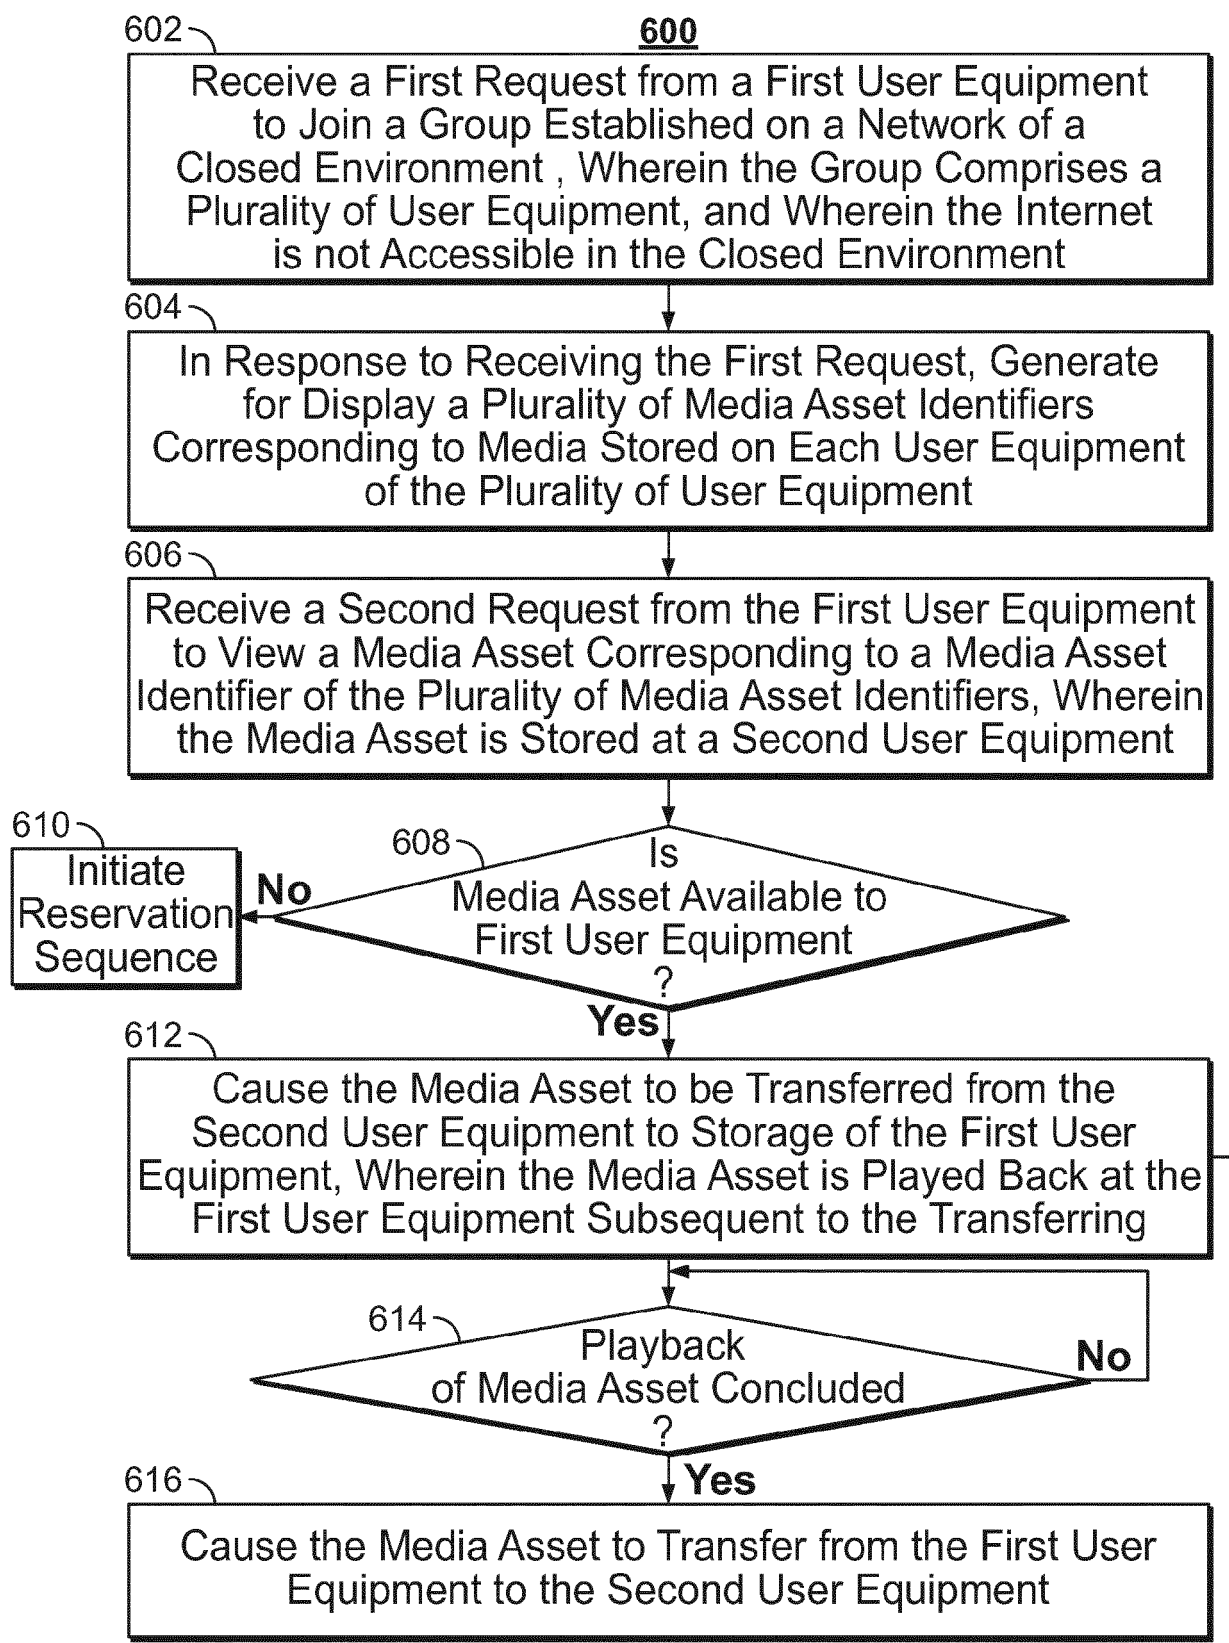 600
602
Receive a First Request from a First User Equipment
to Join a Group Established on a Network of a
Closed Environment , Wherein the Group Comprises a
Plurality of User Equipment, and Wherein the Internet
is not Accessible in the Closed Environment
604
In Response to Receiving the First Request, Generate
for Display a Plurality of Media Asset Identifiers
Corresponding to Media Stored on Each User Equipment
of the Plurality of User Equipment
606
Receive a Second Request from the First User Equipment
to View a Media Asset Corresponding to a Media Asset
Identifier of the Plurality of Media Asset Identifiers, Wherein
the Media Asset is Stored at a Second User Equipment
608
Is
Media Asset Available to
First User Equipment
?
No
610
Initiate
Reservation
Sequence
Yes
612
Cause the Media Asset to be Transferred from the
Second User Equipment to Storage of the First User
Equipment, Wherein the Media Asset is Played Back at the
First User Equipment Subsequent to the Transferring
614
Playback
of Media Asset Concluded
?
No
Yes
616
Cause the Media Asset to Transfer from the First User
Equipment to the Second User Equipment